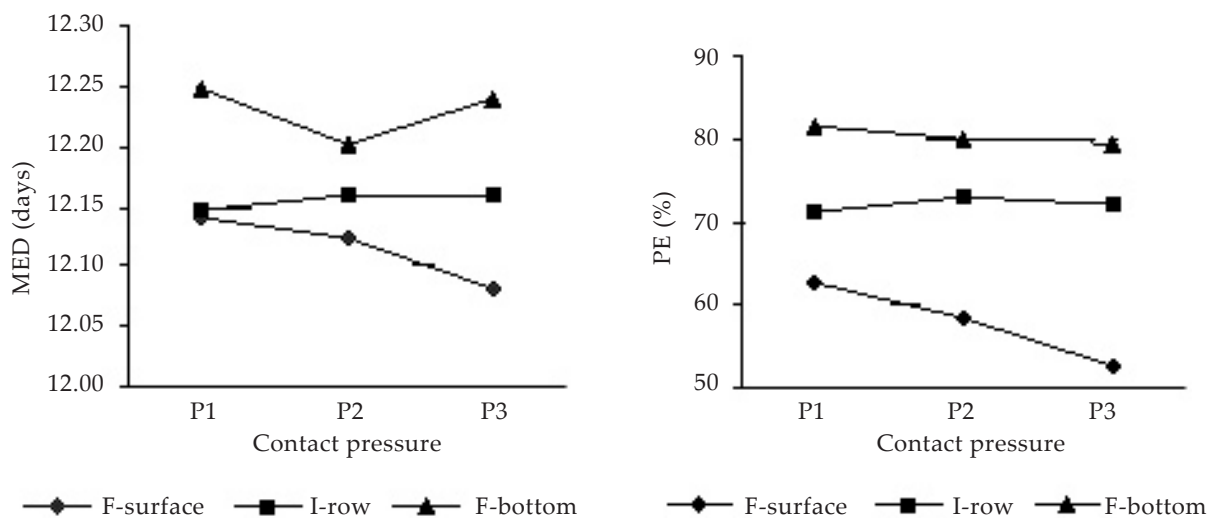 12.30
12.25
12.20
12.15
12.10
12.05
12.00
MED (days)
P1 P2 P3
Contact pressure
F-surface I-row F-bottom
90
80
70
60
50
PE (%)
P1 P2 P3
Contact pressure
F-surface I-row F-bottom